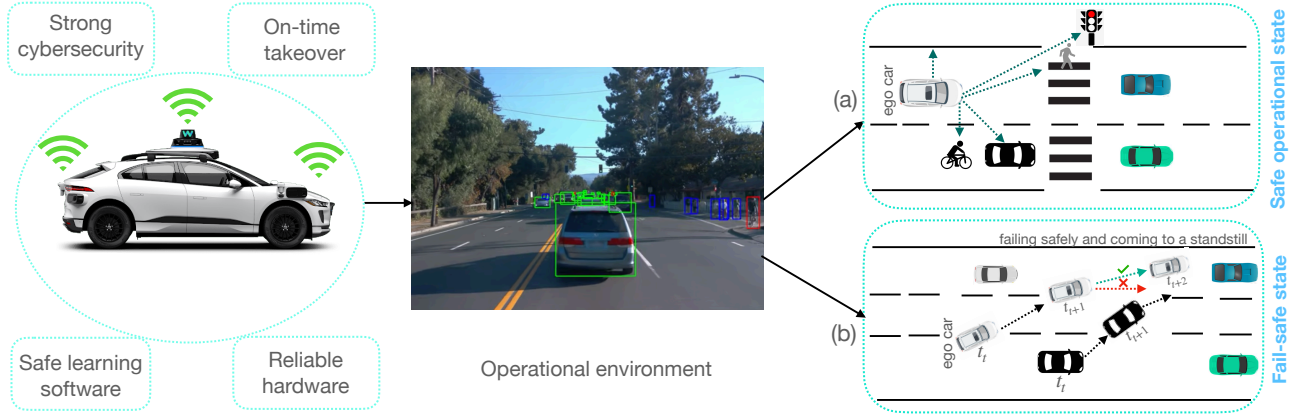 Strong
cybersecurity
On-time
takeover
W
Safe learning
software
Reliable
hardware
Operational environment
(a)
ego car
Safe operational state
(b)
failing safely and coming to a standstill
ego car
t_t
t_{t+1}
t_{t+2}
t_t
t_{t+1}
Fail-safe state